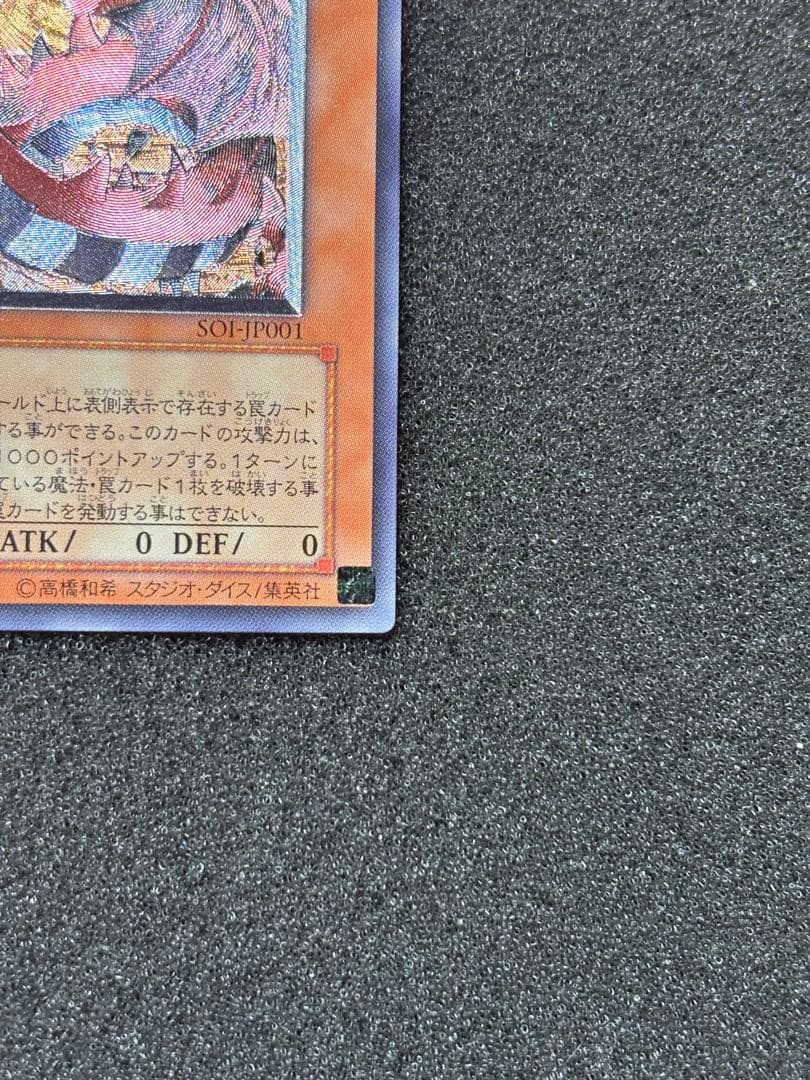 SOI-JP001
ールド上に表側表示で存在する罠カード
する事ができる。このカードの攻撃力は、
1000ポイントアップする。1ターンに
ている魔法・罠カード1枚を破壊する事
罠カードを発動する事はできない。
ATK/ 0 DEF/ 0
©高橋和希 スタジオ・ダイス/集英社